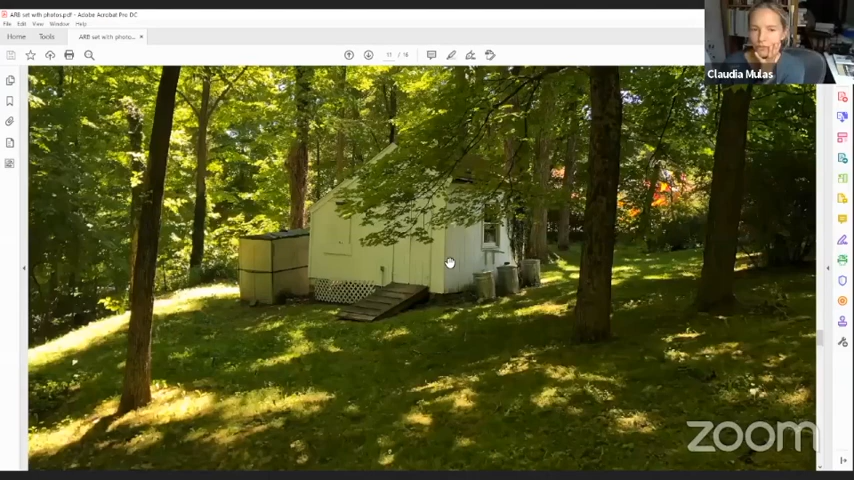 ARB set with photos.pdf - Adobe Acrobat Pro DC
File Edit View Window Help
Home Tools ARB set with photo... ×
11 / 16
Claudia Mulas
zoom